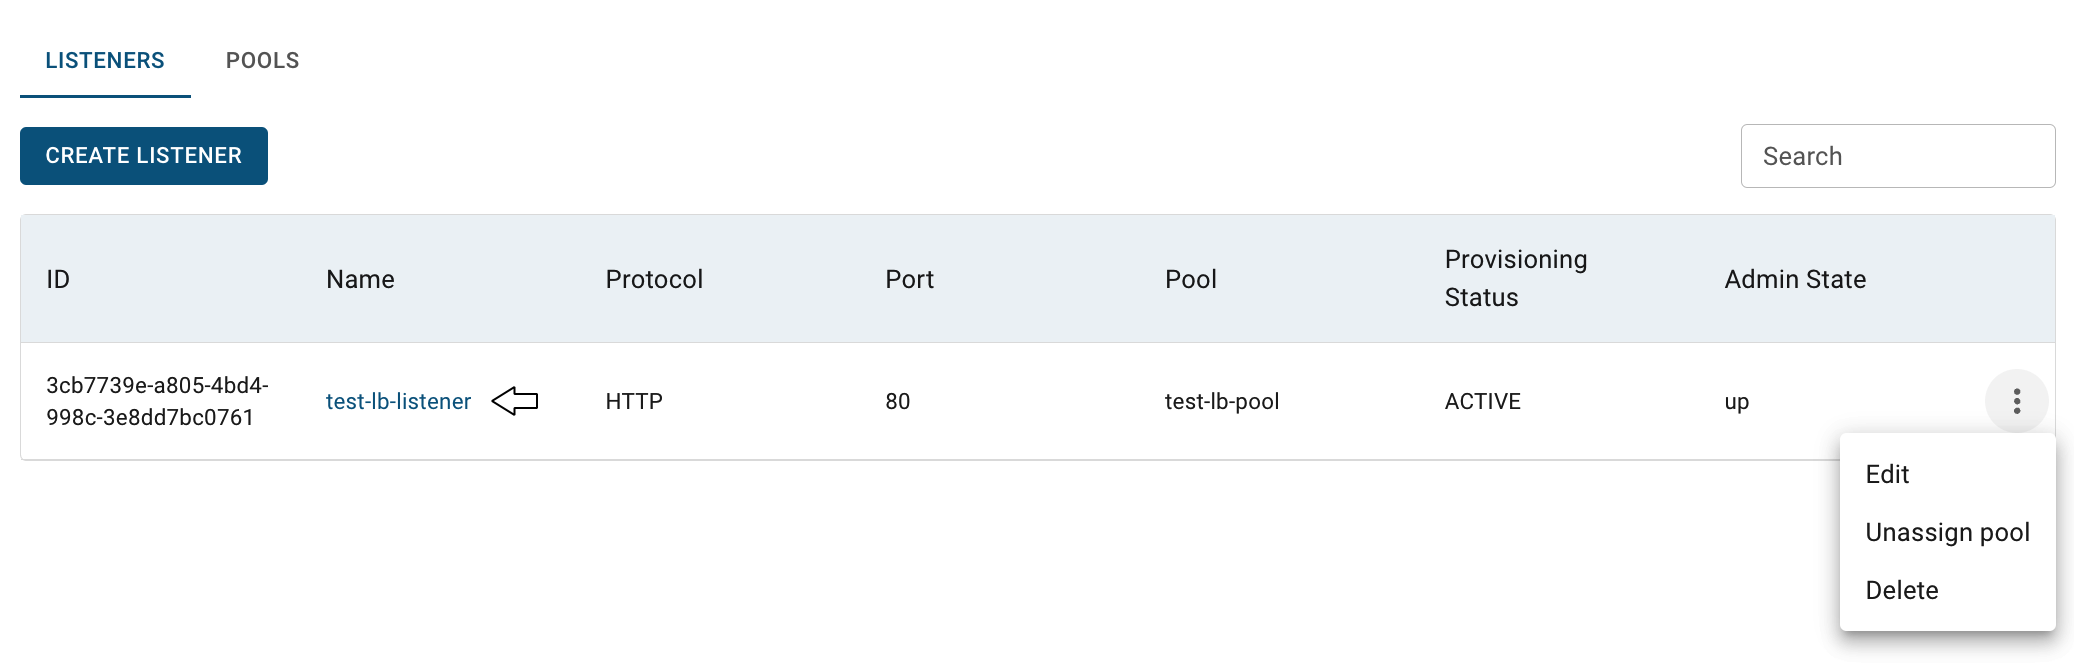 LISTENERS POOLS
CREATE LISTENER
Search
ID Name Protocol Port Pool Provisioning Status Admin State
3cb7739e-a805-4bd4-998c-3e8dd7bc0761 test-lb-listener HTTP 80 test-lb-pool ACTIVE up
Edit
Unassign pool
Delete